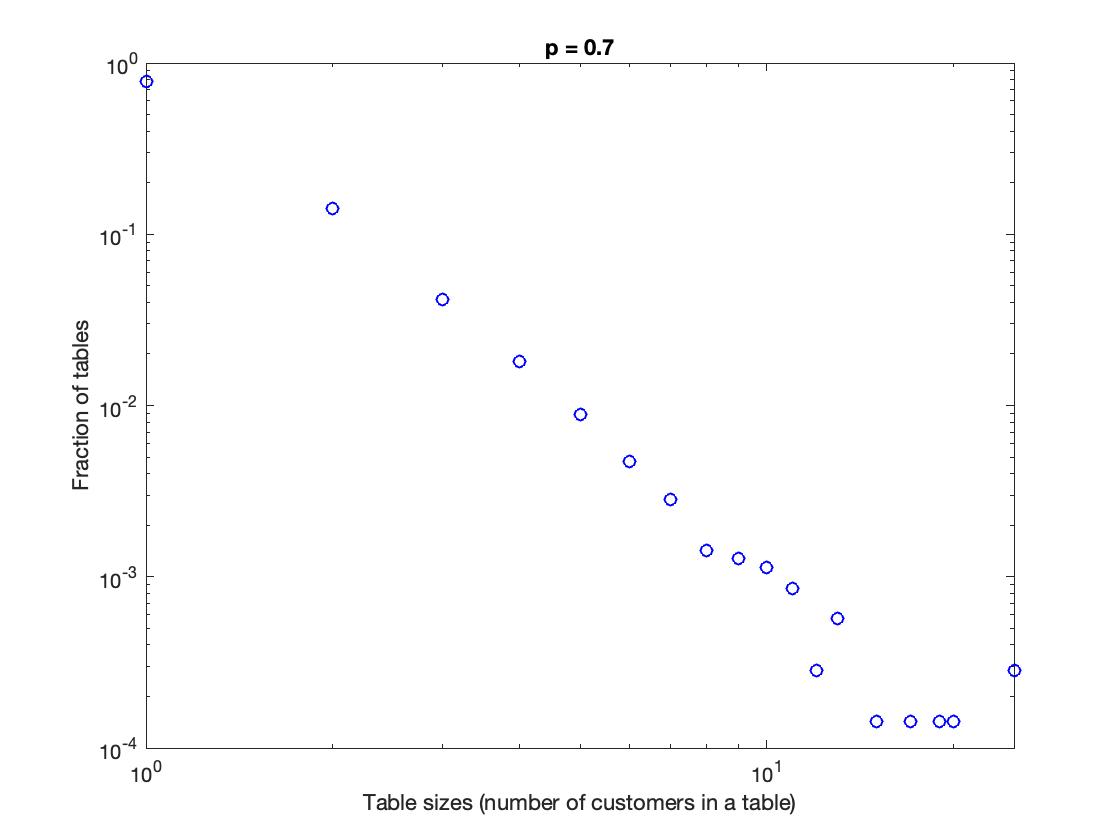 p = 0.7
10^0
10^-1
10^-2
10^-3
10^-4
Fraction of tables
10^0
10^1
Table sizes (number of customers in a table)